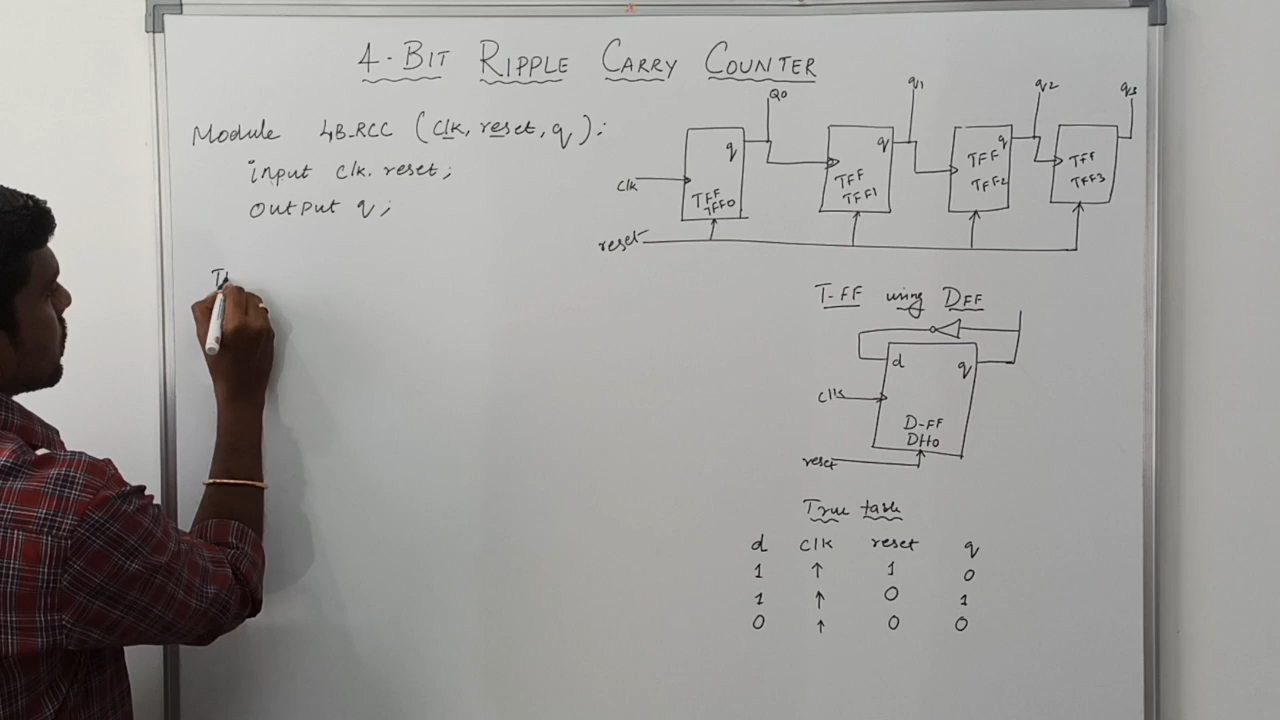 4-BIT RIPPLE CARRY COUNTER
Module 4B_RCC (clk, reset, q);
input clk. reset;
output q;
T
Q0
q1
q2
q3
q
q
q
clk
TFF
TFF0
TFF
TFF1
TFF
TFF2
TFF
TFF3
reset
T-FF using DFF
d
q
clk
D-FF
Dff0
reset
True table
d clk reset q
1 ↑ 1 0
1 ↑ 0 1
0 ↑ 0 0